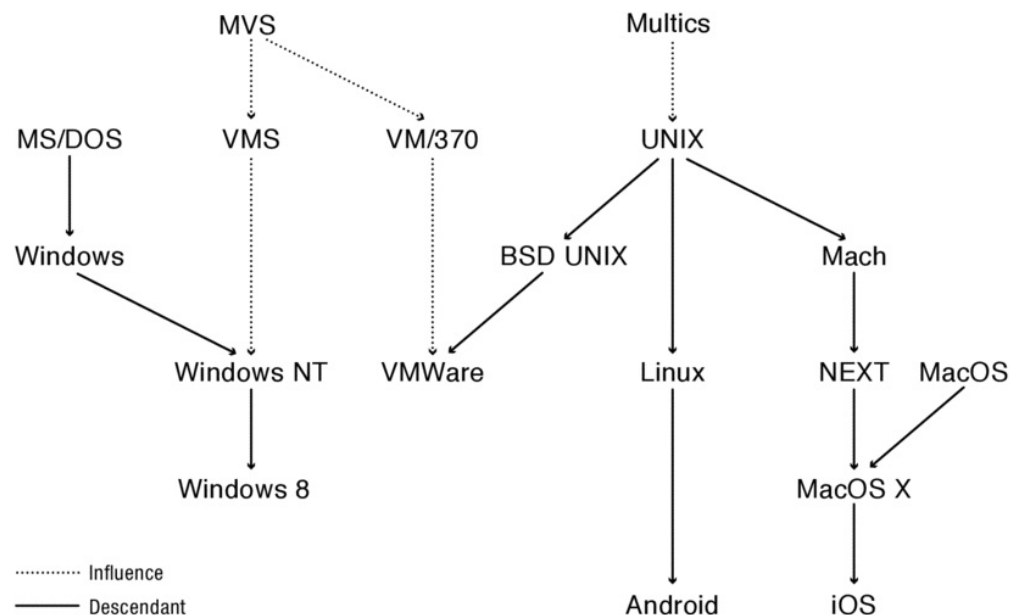 MVS Multics
MS/DOS VMS VM/370 UNIX
Windows BSD UNIX Mach
Windows NT VMWare Linux NEXT MacOS
Windows 8 MacOS X
Influence
Descendant Android iOS